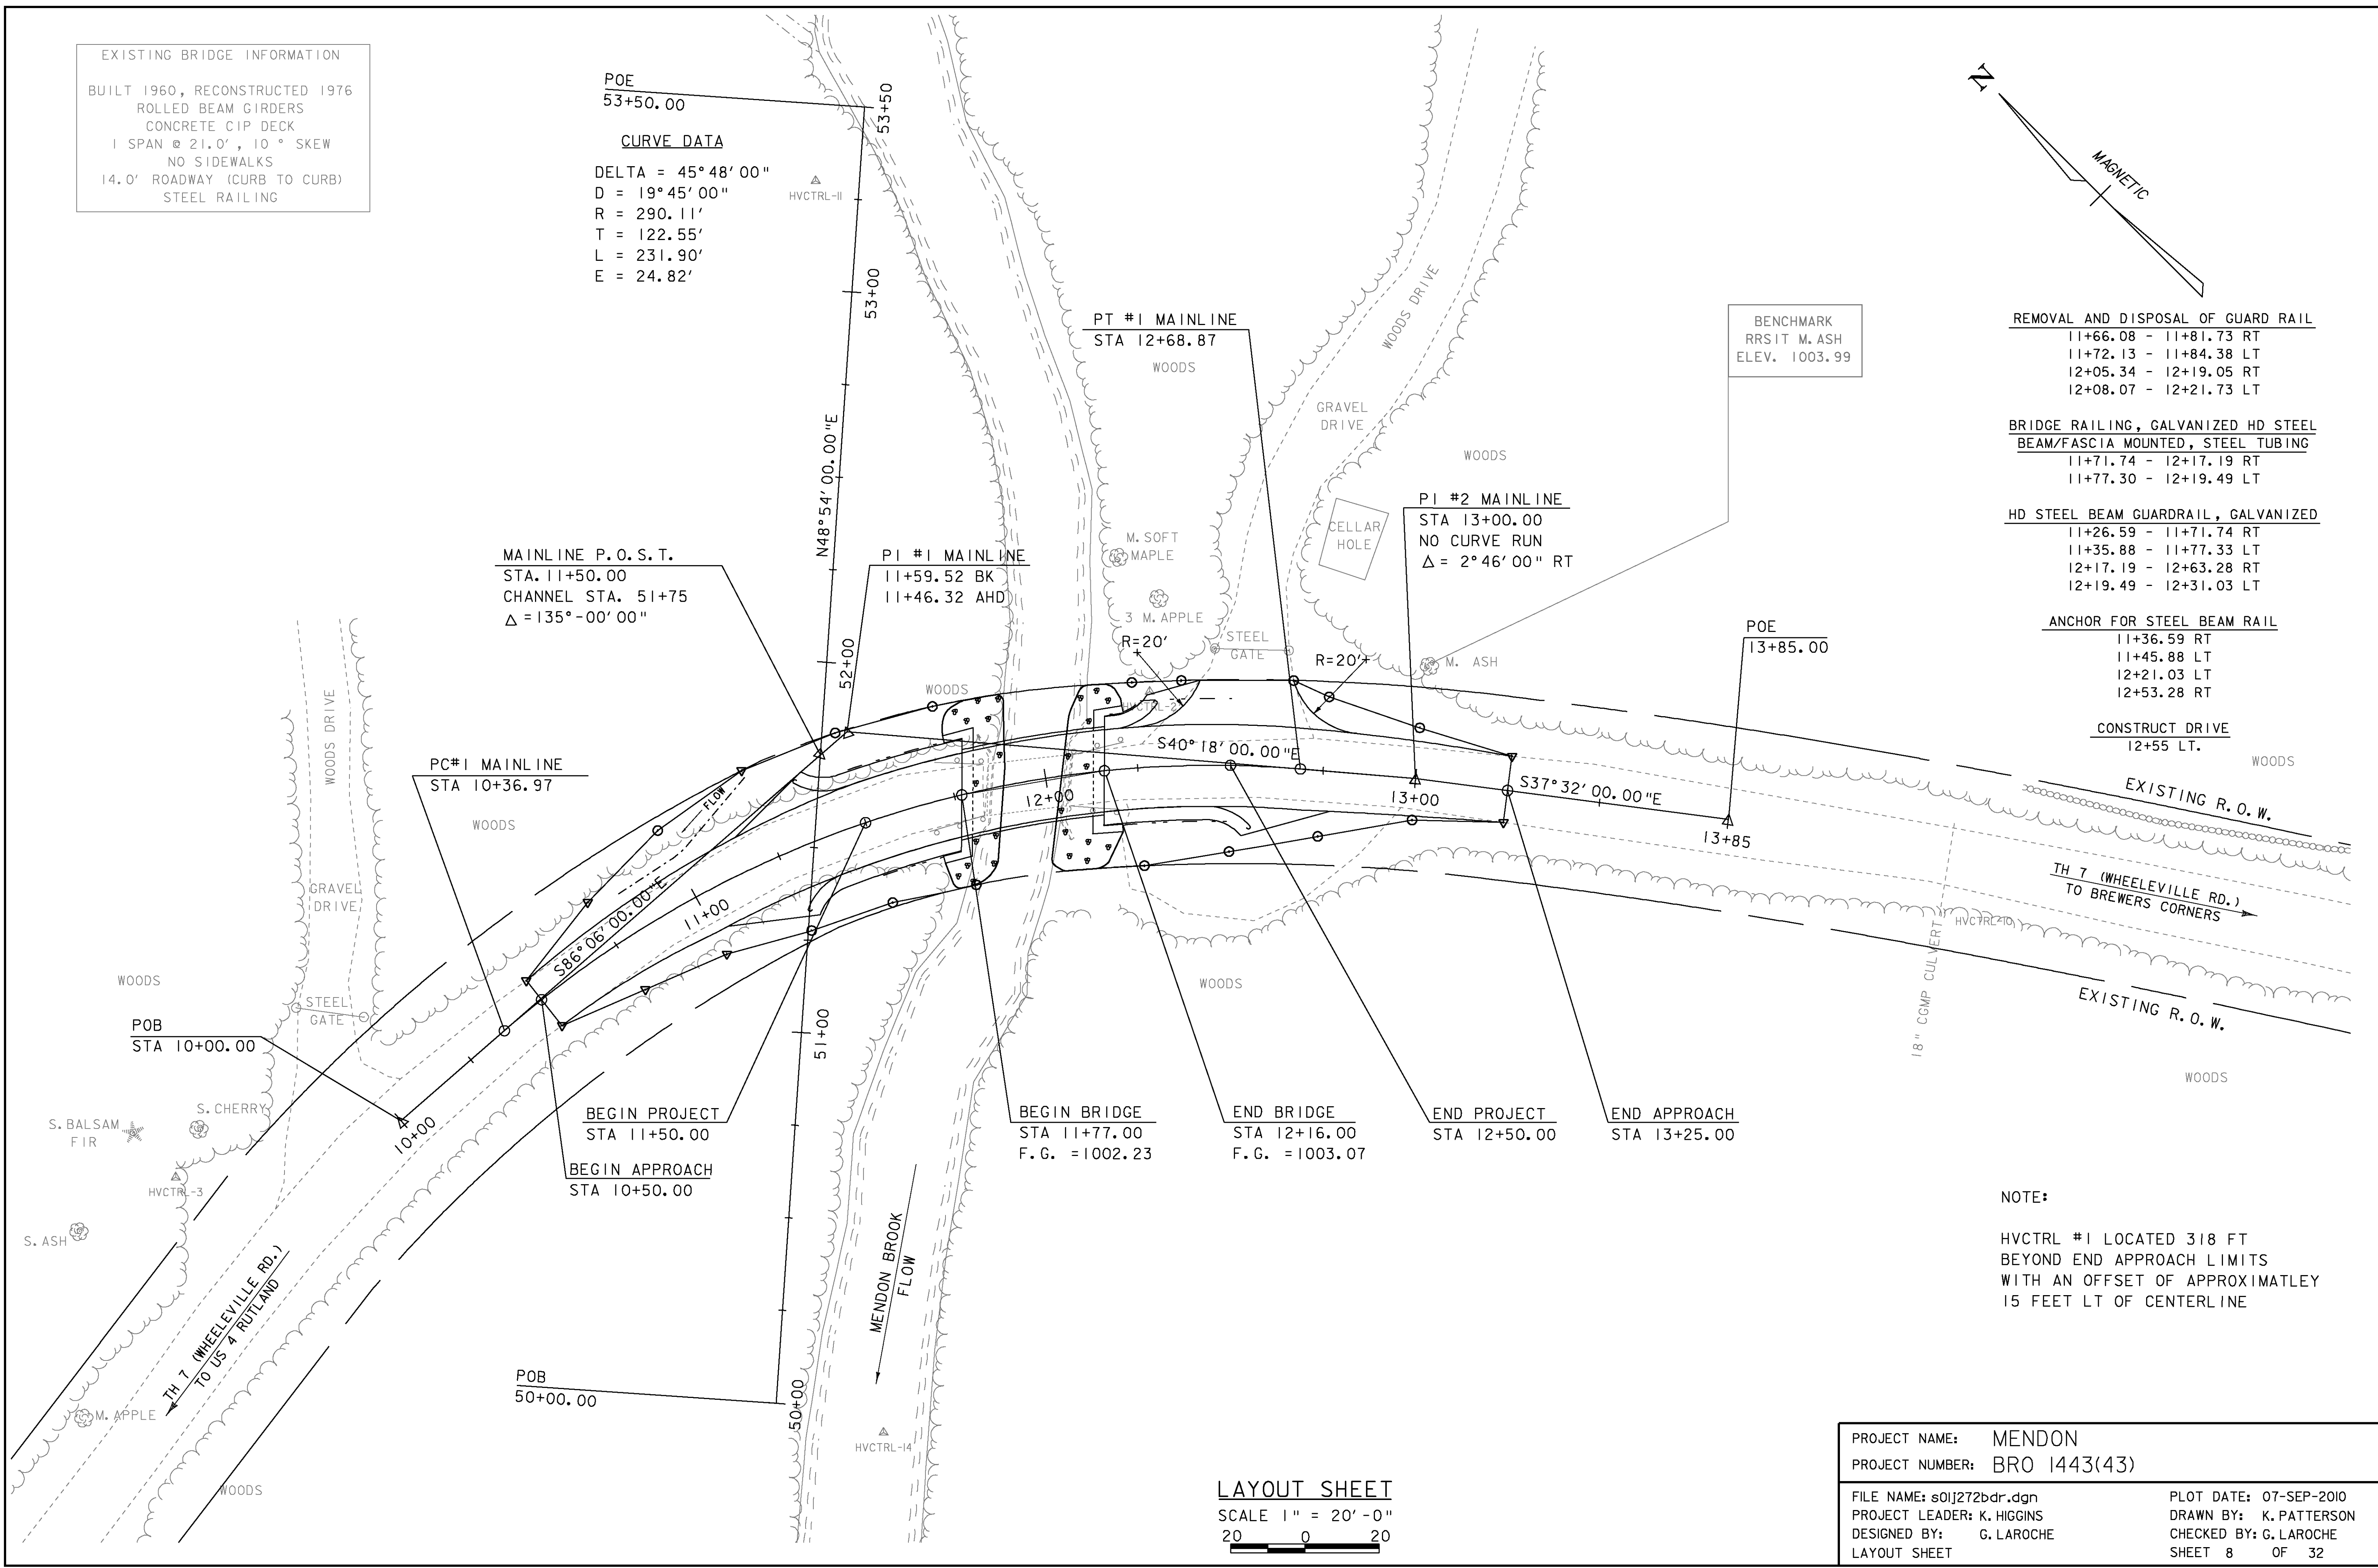 EXISTING BRIDGE INFORMATION
BUILT 1960, RECONSTRUCTED 1976
ROLLED BEAM GIRDERS
CONCRETE CIP DECK
1 SPAN @ 21.0', 10 ° SKEW
NO SIDEWALKS
14.0' ROADWAY (CURB TO CURB)
STEEL RAILING
POE
53+50.00
53+50
CURVE DATA
DELTA = 45°48'00"
D = 19°45'00"
R = 290.11'
T = 122.55'
L = 231.90'
E = 24.82'
HVCTRL-11
53+00
N48°54'00.00"E
N
MAGNETIC
PT #1 MAINLINE
STA 12+68.87
WOODS
WOODS DRIVE
GRAVEL
DRIVE
WOODS
BENCHMARK
RRSIT M.ASH
ELEV. 1003.99
REMOVAL AND DISPOSAL OF GUARD RAIL
11+66.08 - 11+81.73 RT
11+72.13 - 11+84.38 LT
12+05.34 - 12+19.05 RT
12+08.07 - 12+21.73 LT
BRIDGE RAILING, GALVANIZED HD STEEL
BEAM/FASCIA MOUNTED, STEEL TUBING
11+71.74 - 12+17.19 RT
11+77.30 - 12+19.49 LT
HD STEEL BEAM GUARDRAIL, GALVANIZED
11+26.59 - 11+71.74 RT
11+35.88 - 11+77.33 LT
12+17.19 - 12+63.28 RT
12+19.49 - 12+31.03 LT
ANCHOR FOR STEEL BEAM RAIL
11+36.59 RT
11+45.88 LT
12+21.03 LT
12+53.28 RT
CONSTRUCT DRIVE
12+55 LT.
MAINLINE P.O.S.T.
STA. 11+50.00
CHANNEL STA. 51+75
Δ =135°-00'00"
PI #1 MAINLINE
11+59.52 BK
11+46.32 AHD
M.SOFT
MAPLE
3 M.APPLE
R=20'
STEEL
GATE
R=20'
CELLAR
HOLE
PI #2 MAINLINE
STA 13+00.00
NO CURVE RUN
Δ= 2°46'00" RT
M. ASH
POE
13+85.00
52+00
WOODS
HVCTRL-2
S40°18'00.00"E
WOODS DRIVE
GRAVEL
DRIVE
PC#1 MAINLINE
STA 10+36.97
WOODS
FLOW
S86°06'00.00"E
11+00
12+00
13+00
S37°32'00.00"E
13+85
WOODS
EXISTING R.O.W.
TH 7 (WHEELEVILLE RD.)
TO BREWERS CORNERS
HVCTRL-10
18" CGMP CULVERT
EXISTING R.O.W.
WOODS
WOODS
WOODS
STEEL
GATE
POB
STA 10+00.00
10+00
51+00
S.BALSAM
FIR
S.CHERRY
HVCTRL-3
S.ASH
M.APPLE
TH 7 (WHEELEVILLE RD.)
TO US 4 RUTLAND
WOODS
BEGIN PROJECT
STA 11+50.00
BEGIN APPROACH
STA 10+50.00
BEGIN BRIDGE
STA 11+77.00
F.G. =1002.23
END BRIDGE
STA 12+16.00
F.G. =1003.07
END PROJECT
STA 12+50.00
END APPROACH
STA 13+25.00
MENDON BROOK
FLOW
POB
50+00.00
50+00
HVCTRL-14
NOTE:
HVCTRL #1 LOCATED 318 FT
BEYOND END APPROACH LIMITS
WITH AN OFFSET OF APPROXIMATLEY
15 FEET LT OF CENTERLINE
LAYOUT SHEET
SCALE 1" = 20'-0"
20 0 20
PROJECT NAME: MENDON
PROJECT NUMBER: BRO 1443(43)
FILE NAME: s01j272bdr.dgn
PROJECT LEADER: K.HIGGINS
DESIGNED BY: G.LAROCHE
LAYOUT SHEET
PLOT DATE: 07-SEP-2010
DRAWN BY: K.PATTERSON
CHECKED BY: G.LAROCHE
SHEET 8 OF 32